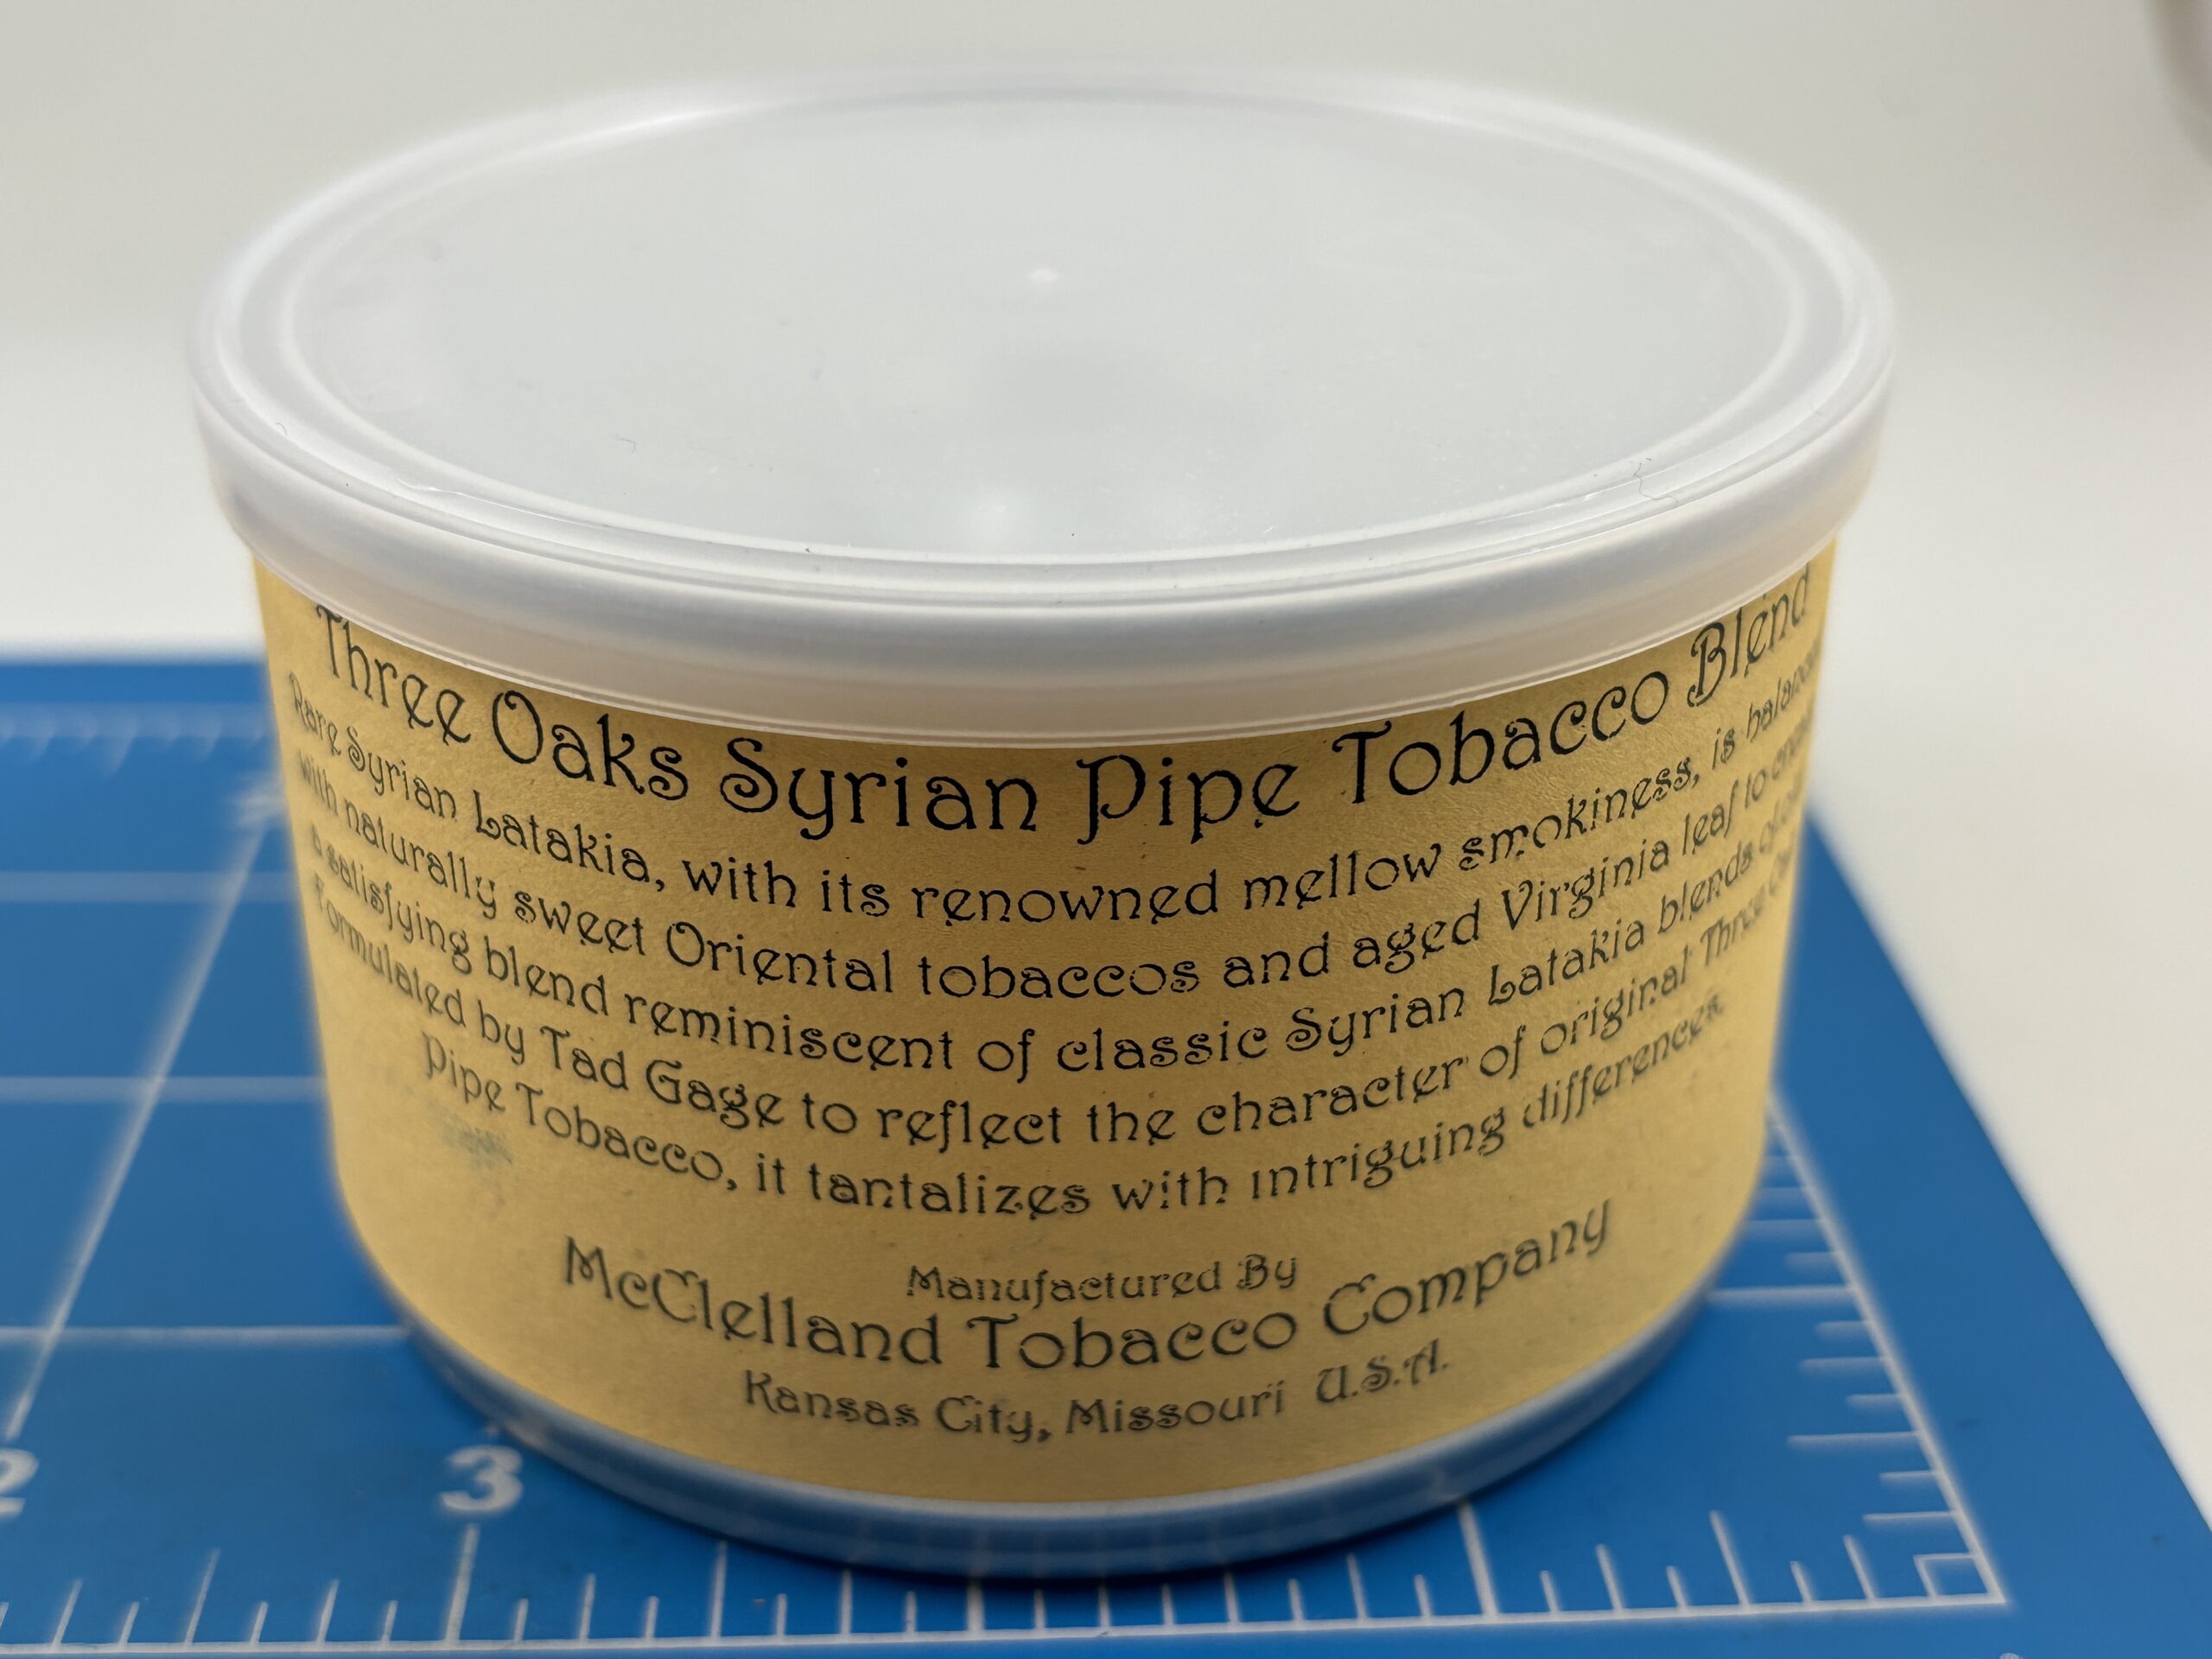 Three Oaks Syrian Pipe Tobacco Blend
Rare Syrian Latakia, with its renowned mellow smokiness, is
with naturally sweet Oriental tobaccos and aged Virginia leaf to
a satisfying blend reminiscent of classic Syrian Latakia blends
Formulated by Tad Gage to reflect the character of original Three
Pipe Tobacco, it tantalizes with intriguing differences.
Manufactured By
McClelland Tobacco Company
Kansas City, Missouri U.S.A.
2
3